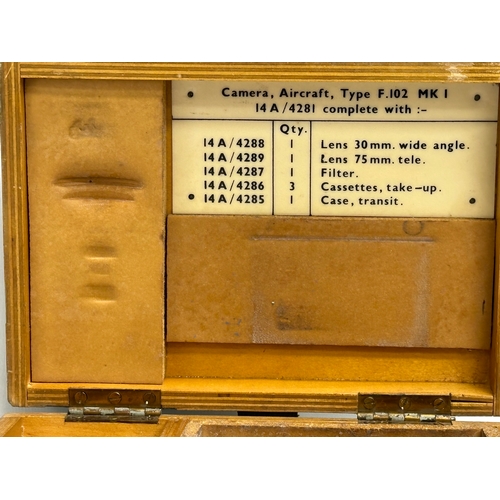 Camera, Aircraft, Type F.102 MK I
14A/4281 complete with :-
Qty.
14A/4288 1 Lens 30mm. wide angle.
14A/4289 1 Lens 75mm. tele.
14A/4287 1 Filter.
14A/4286 3 Cassettes, take-up.
14A/4285 1 Case, transit.